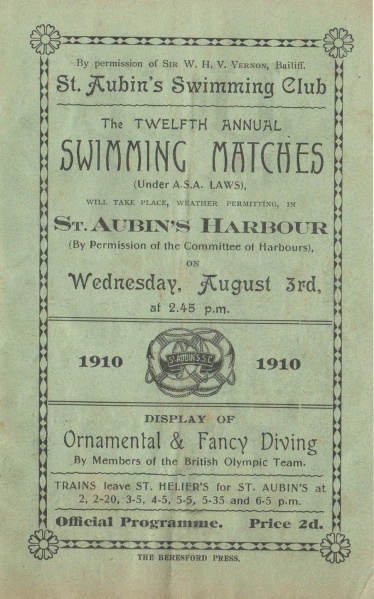 By permission of SIR W. H. V. VERNON, Bailiff.
St. Aubin's Swimming Club
The TWELFTH ANNUAL
SWIMMING MATCHES
(Under A.S.A. LAWS),
WILL TAKE PLACE, WEATHER PERMITTING, IN
ST. AUBIN'S HARBOUR
(By Permission of the Committee of Harbours),
ON
Wednesday, August 3rd,
at 2.45 p.m.
1910 ST AUBIN'S S.C. 1910
DISPLAY OF
Ornamental & Fancy Diving
By Members of the British Olympic Team.
TRAINS leave ST. HELIER'S for ST. AUBIN'S at
2, 2-20, 3-5, 4-5, 5-5, 5-35 and 6-5 p.m.
Official Programme. Price 2d.
THE BERESFORD PRESS.